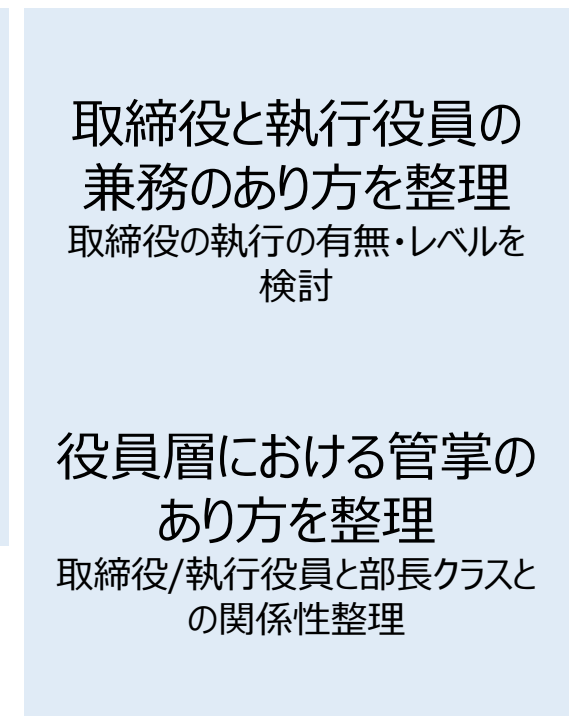 取締役と執行役員の
兼務のあり方を整理
取締役の執行の有無・レベルを
検討
役員層における管掌の
あり方を整理
取締役/執行役員と部長クラスと
の関係性整理